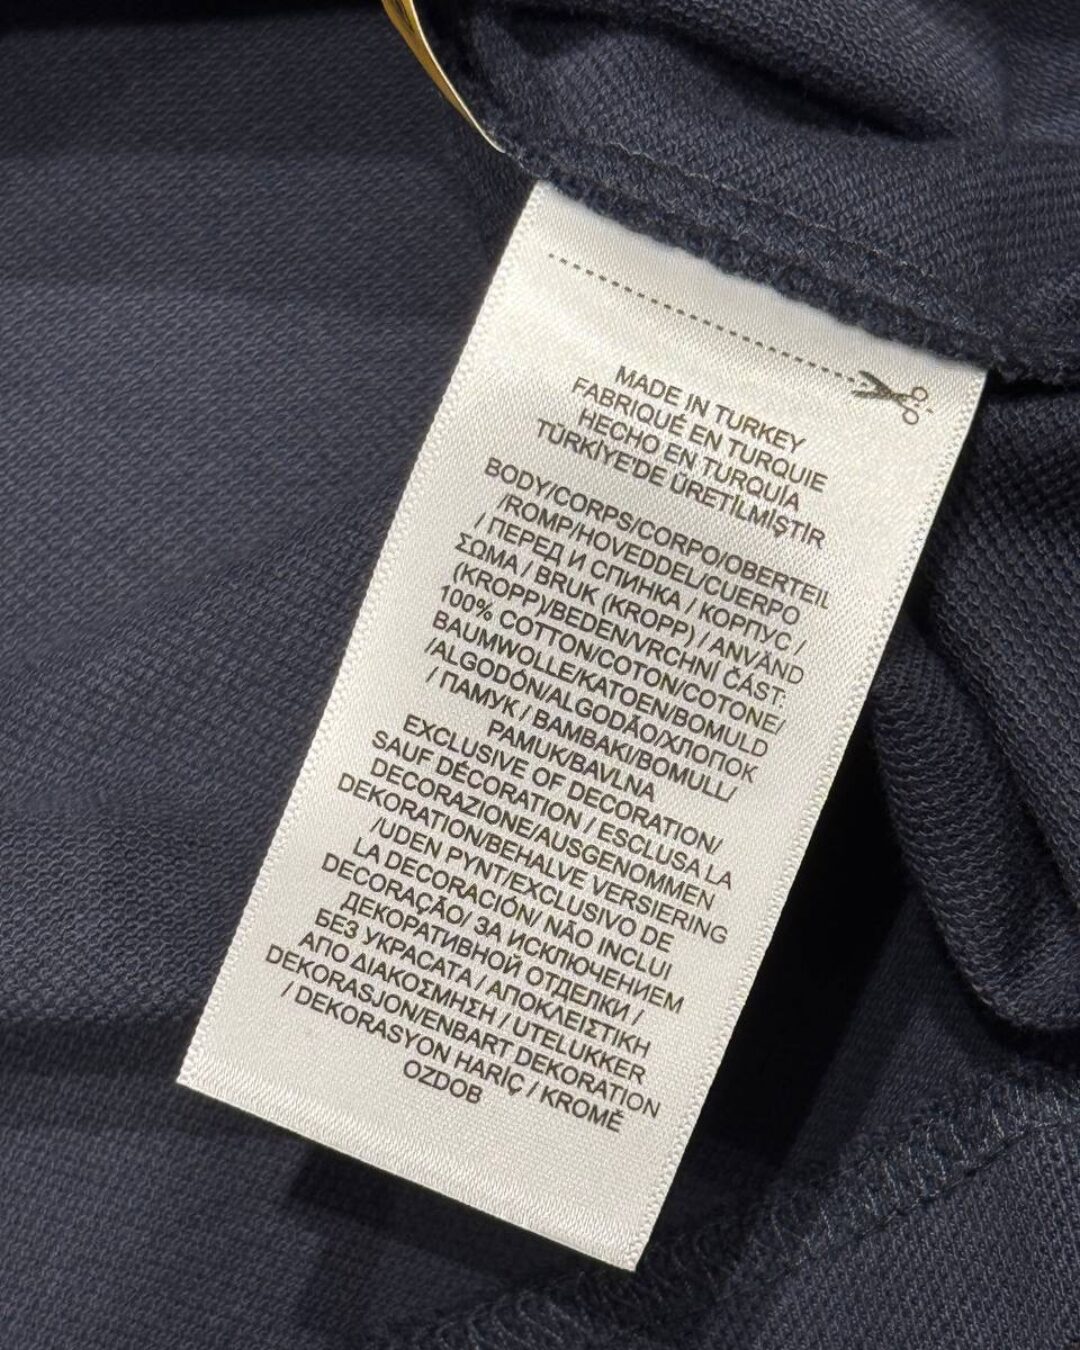 MADE IN TURKEY
FABRIQUÉ EN TURQUIE
HECHO EN TURQUÍA
TÜRKİYE'DE ÜRETİLMİŞTİR
BODY/CORPS/CORPO/OBERTEIL
/ROMP/HOVEDDEL/CUERPO
/ ПЕРЕД И СПИНКА / КОРПУС /
ΣΩΜΑ / BRUK (KROPP) / ANVÄND
(KROPP)/BEDEN/VRCHNÍ ČÁST:
100% COTTON/COTON/COTONE/
BAUMWOLLE/KATOEN/BOMULD
/ALGODÓN/ALGODÃO/ХЛОПОК
/ ПАМУК / ΒΑΜΒΑΚΙ/BOMULL/
PAMUK/BAVLNA
EXCLUSIVE OF DECORATION/
SAUF DÉCORATION / ESCLUSA LA
DECORAZIONE/AUSGENOMMEN
DEKORATION/BEHALVE VERSIERING
/UDEN PYNT/EXCLUSIVO DE
LA DECORACIÓN/ NÃO INCLUI
DECORAÇÃO/ ЗА ИСКЛЮЧЕНИЕМ
ДЕКОРАТИВНОЙ ОТДЕЛКИ /
БЕЗ УКРАСАТА / ΑΠΟΚΛΕΙΣΤΙΚΗ
ΑΠΟ ΔΙΑΚΟΣΜΗΣΗ / UTELUKKER
DEKORASJON/ENBART DEKORATION
/ DEKORASYON HARİÇ / KROMĚ
OZDOB